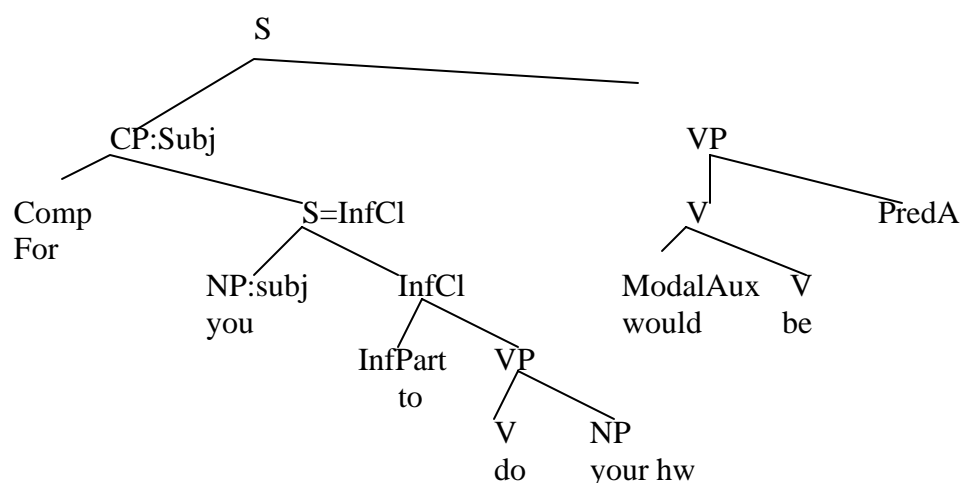 S
CP:Subj VP
Comp S=InfCl V PredA
For
NP:subj InfCl ModalAux V
you would be
InfPart VP
to
V NP
do your hw